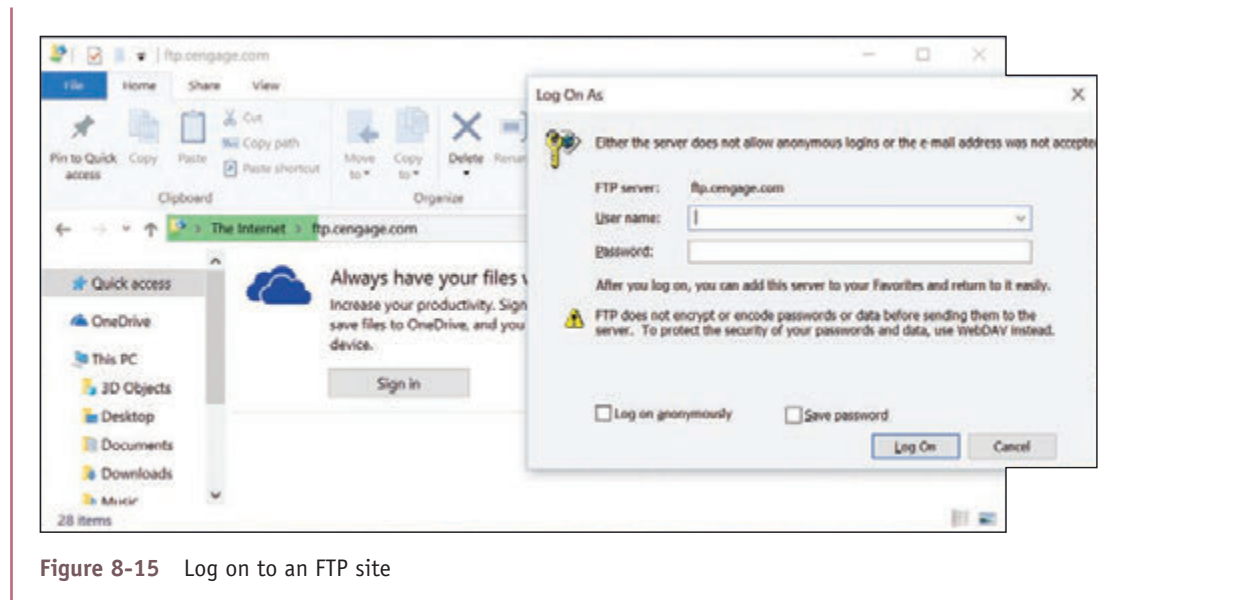 ftp.cengage.com
File Home Share View
Pin to Quick access
Copy
Paste
Cut
Copy path
Paste shortcut
Clipboard
Move to
Copy to
Delete
Organize
The Internet > ftp.cengage.com
Quick access
OneDrive
This PC
3D Objects
Desktop
Documents
Downloads
Music
28 items
Always have your files
Increase your productivity. Sign
save files to OneDrive, and you
device.
Sign in
Log On As
Either the server does not allow anonymous logins or the e-mail address was not accepte
FTP server: ftp.cengage.com
User name:
Password:
After you log on, you can add this server to your Favorites and return to it easily.
FTP does not encrypt or encode passwords or data before sending them to the
server. To protect the security of your passwords and data, use WebDAV instead.
Log on anonymously
Save password
Log On
Cancel
Figure 8-15 Log on to an FTP site